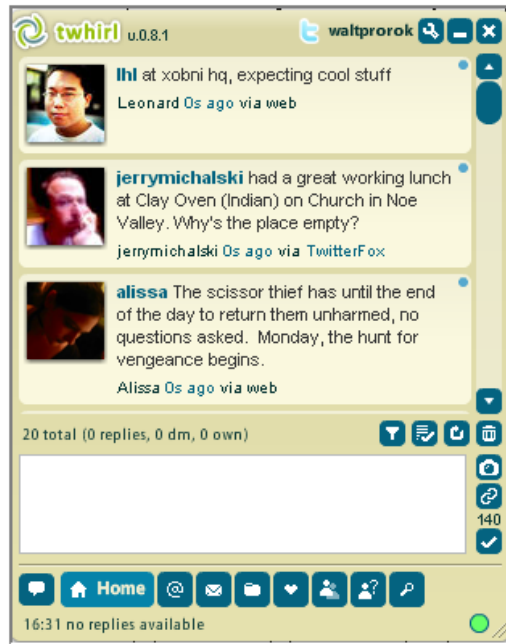 twhirl v.0.8.1 waltprorok
lhl at xobni hq, expecting cool stuff
Leonard 0s ago via web
jerrymichalski had a great working lunch
at Clay Oven (Indian) on Church in Noe
Valley. Why's the place empty?
jerrymichalski 0s ago via TwitterFox
alissa The scissor thief has until the end
of the day to return them unharmed, no
questions asked.  Monday, the hunt for
vengeance begins.
Alissa 0s ago via web
20 total (0 replies, 0 dm, 0 own)
140
Home
16:31 no replies available